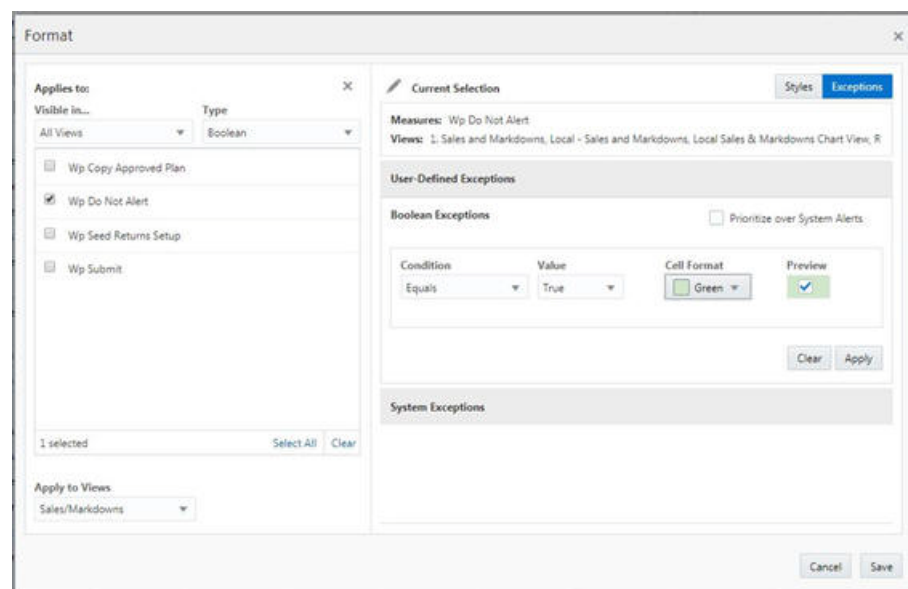 Format
Applies to:
Visible in... Type
All Views Boolean
Wp Copy Approved Plan
Wp Do Not Alert
Wp Seed Returns Setup
Wp Submit
1 selected Select All Clear
Apply to Views
Sales/Markdowns
Current Selection Styles Exceptions
Measures: Wp Do Not Alert
Views: 1. Sales and Markdowns, Local - Sales and Markdowns, Local Sales & Markdowns Chart View, R
User-Defined Exceptions
Boolean Exceptions Prioritize over System Alerts
Condition Value Cell Format Preview
Equals True Green
Clear Apply
System Exceptions
Cancel Save